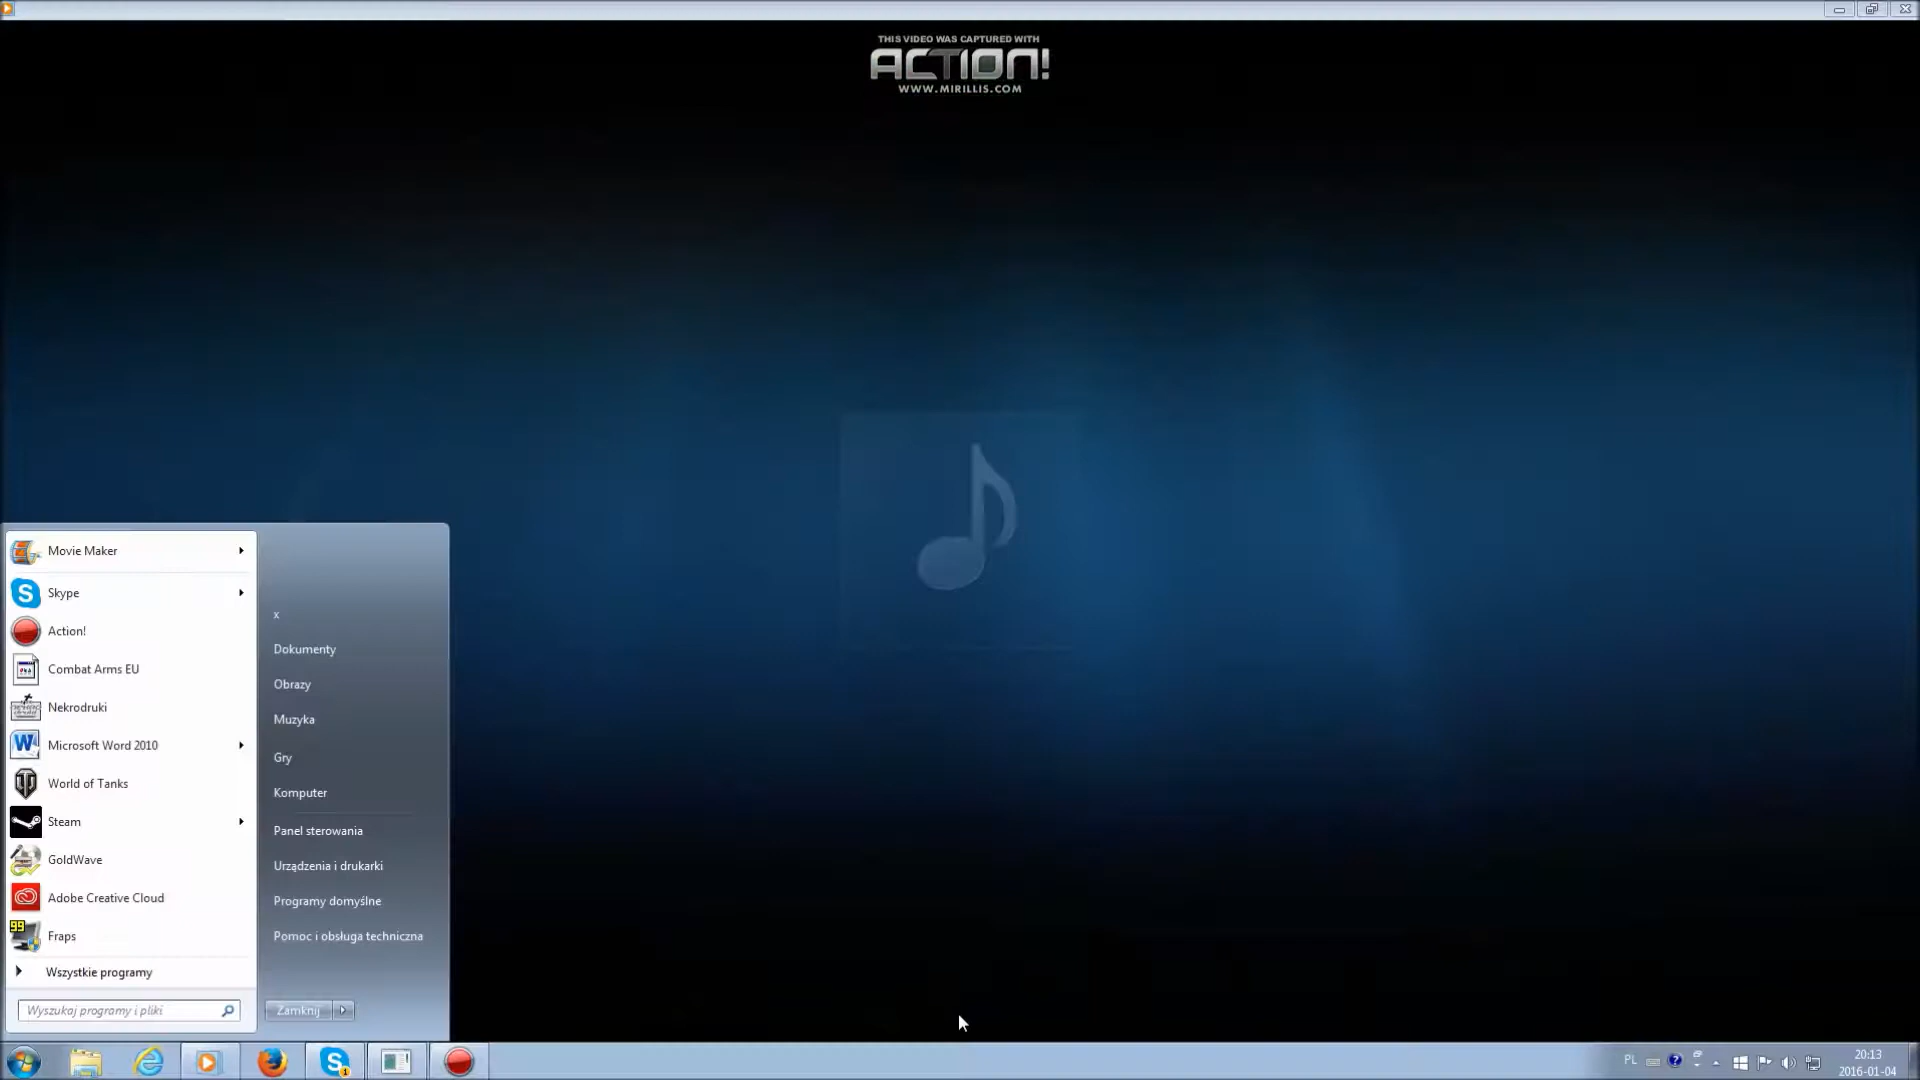 THIS VIDEO WAS CAPTURED WITH
ACTION!
WWW.MIRILLIS.COM
Movie Maker
Skype
Action!
Combat Arms EU
Nekrodruki
Microsoft Word 2010
World of Tanks
Steam
GoldWave
Adobe Creative Cloud
99
Fraps
Wszystkie programy
Wyszukaj programy i pliki
x
Dokumenty
Obrazy
Muzyka
Gry
Komputer
Panel sterowania
Urządzenia i drukarki
Programy domyślne
Pomoc i obsługa techniczna
Zamknij
PL
20:13
2016-01-04